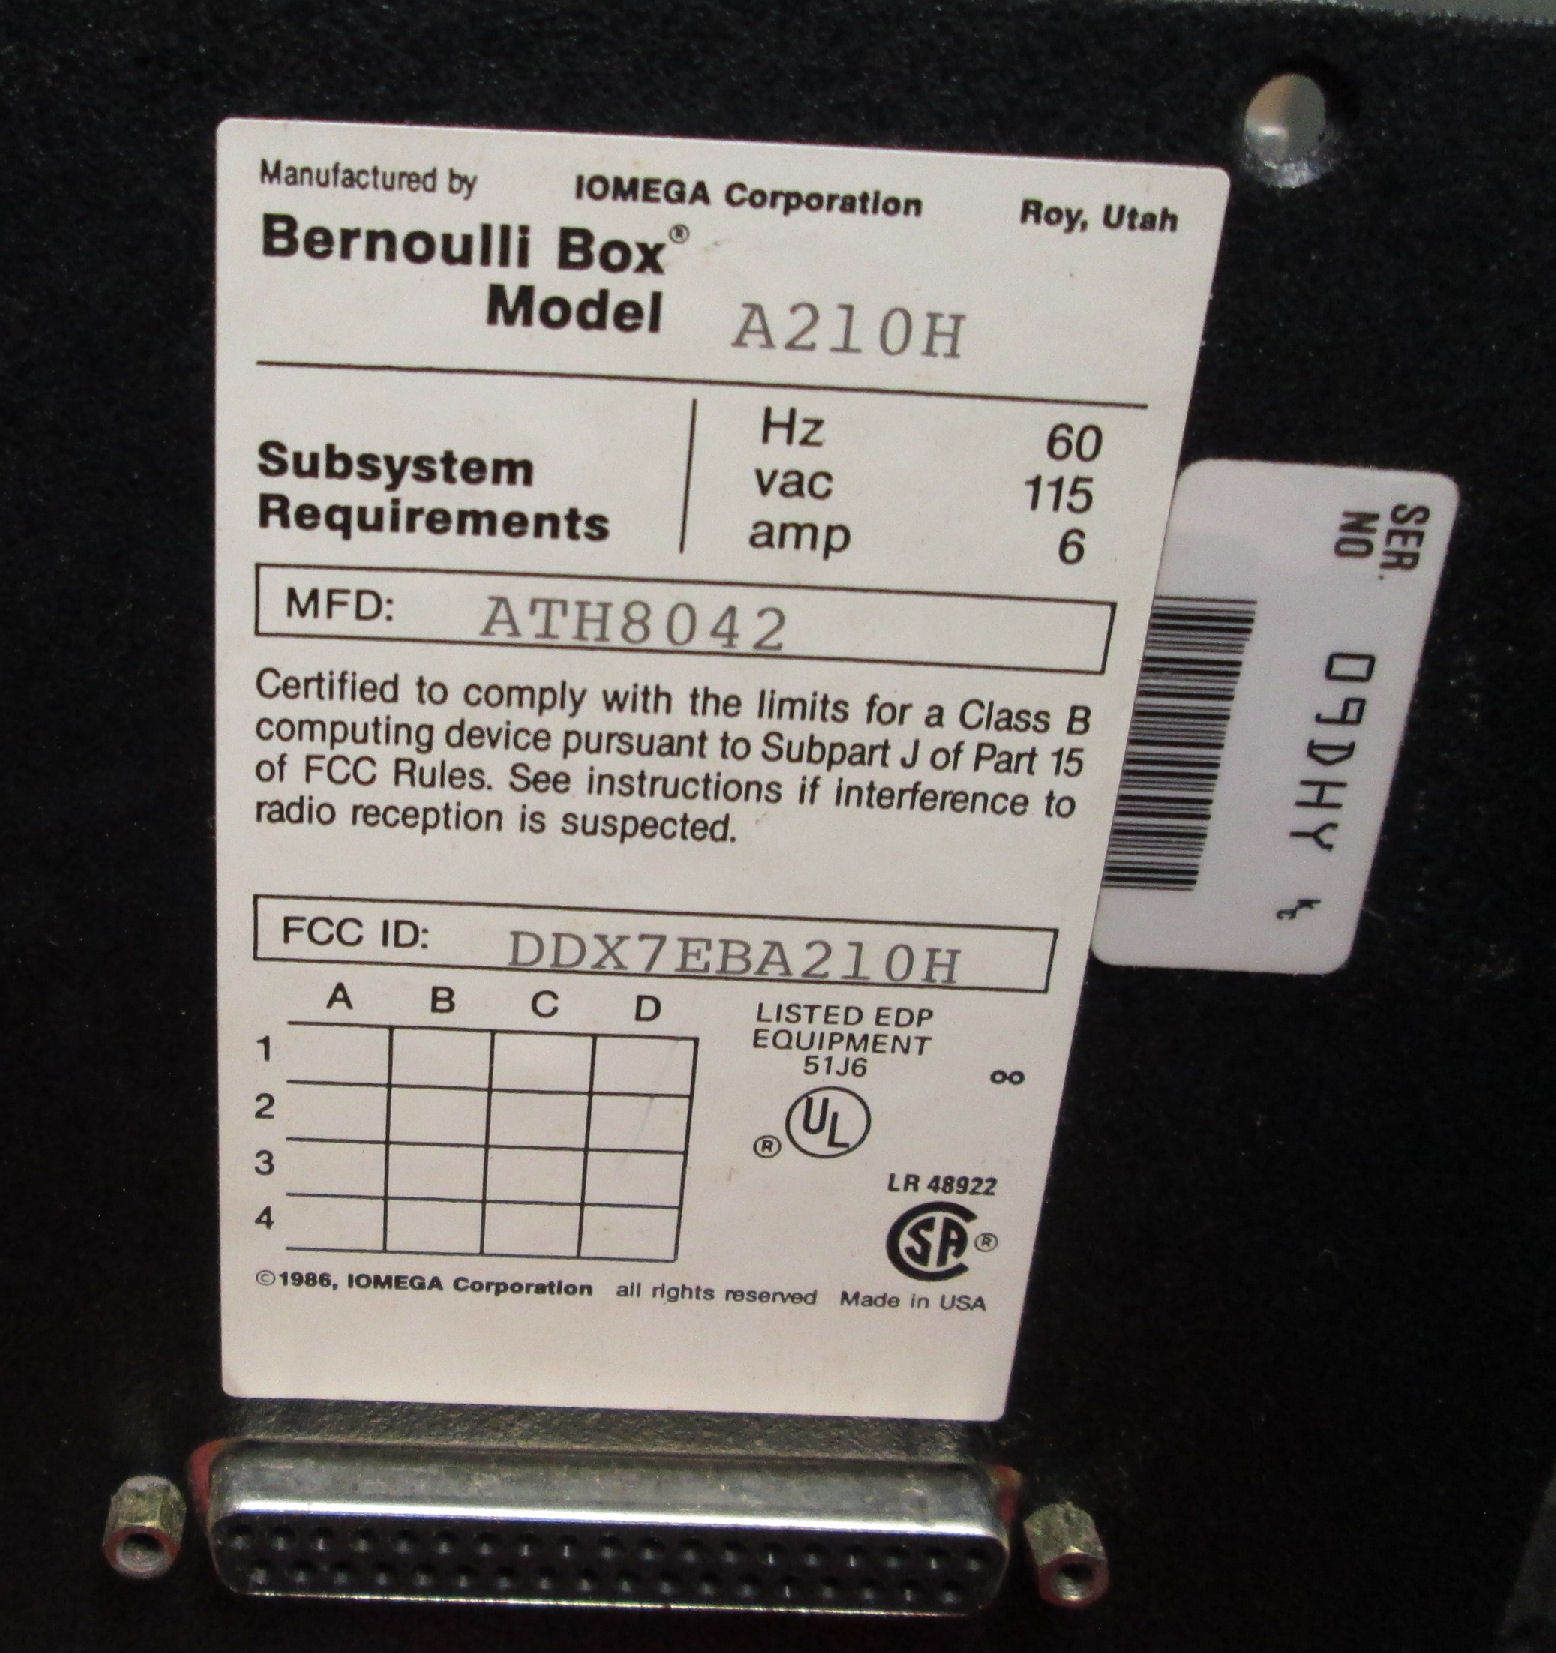 Manufactured by IOMEGA Corporation Roy, Utah
Bernoulli Box®
Model A210H
Subsystem
Requirements
Hz 60
vac 115
amp 6
MFD: ATH8042
Certified to comply with the limits for a Class B
computing device pursuant to Subpart J of Part 15
of FCC Rules. See instructions if interference to
radio reception is suspected.
FCC ID: DDX7EBA210H
A B C D
1
2
3
4
LISTED EDP
EQUIPMENT
51J6
UL ®
LR 48922
SA ®
©1986, IOMEGA Corporation all rights reserved Made in USA
SER.
NO
09DHY